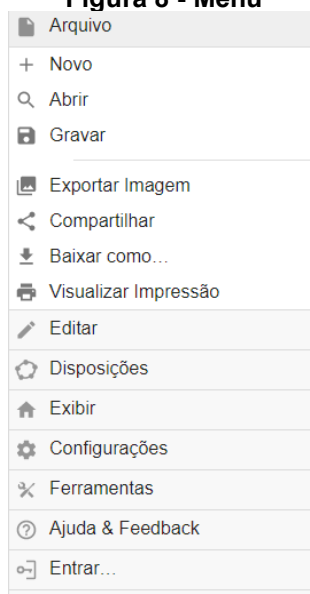 Figura 6 - Menu
Arquivo
Novo
Abrir
Gravar
Exportar Imagem
Compartilhar
Baixar como...
Visualizar Impressão
Editar
Disposições
Exibir
Configurações
Ferramentas
Ajuda & Feedback
Entrar...